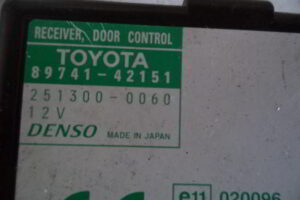 RECEIVER, DOOR CONTROL
TOYOTA
89741-42151
251300-0060
12V
DENSO MADE IN JAPAN
e11 020096